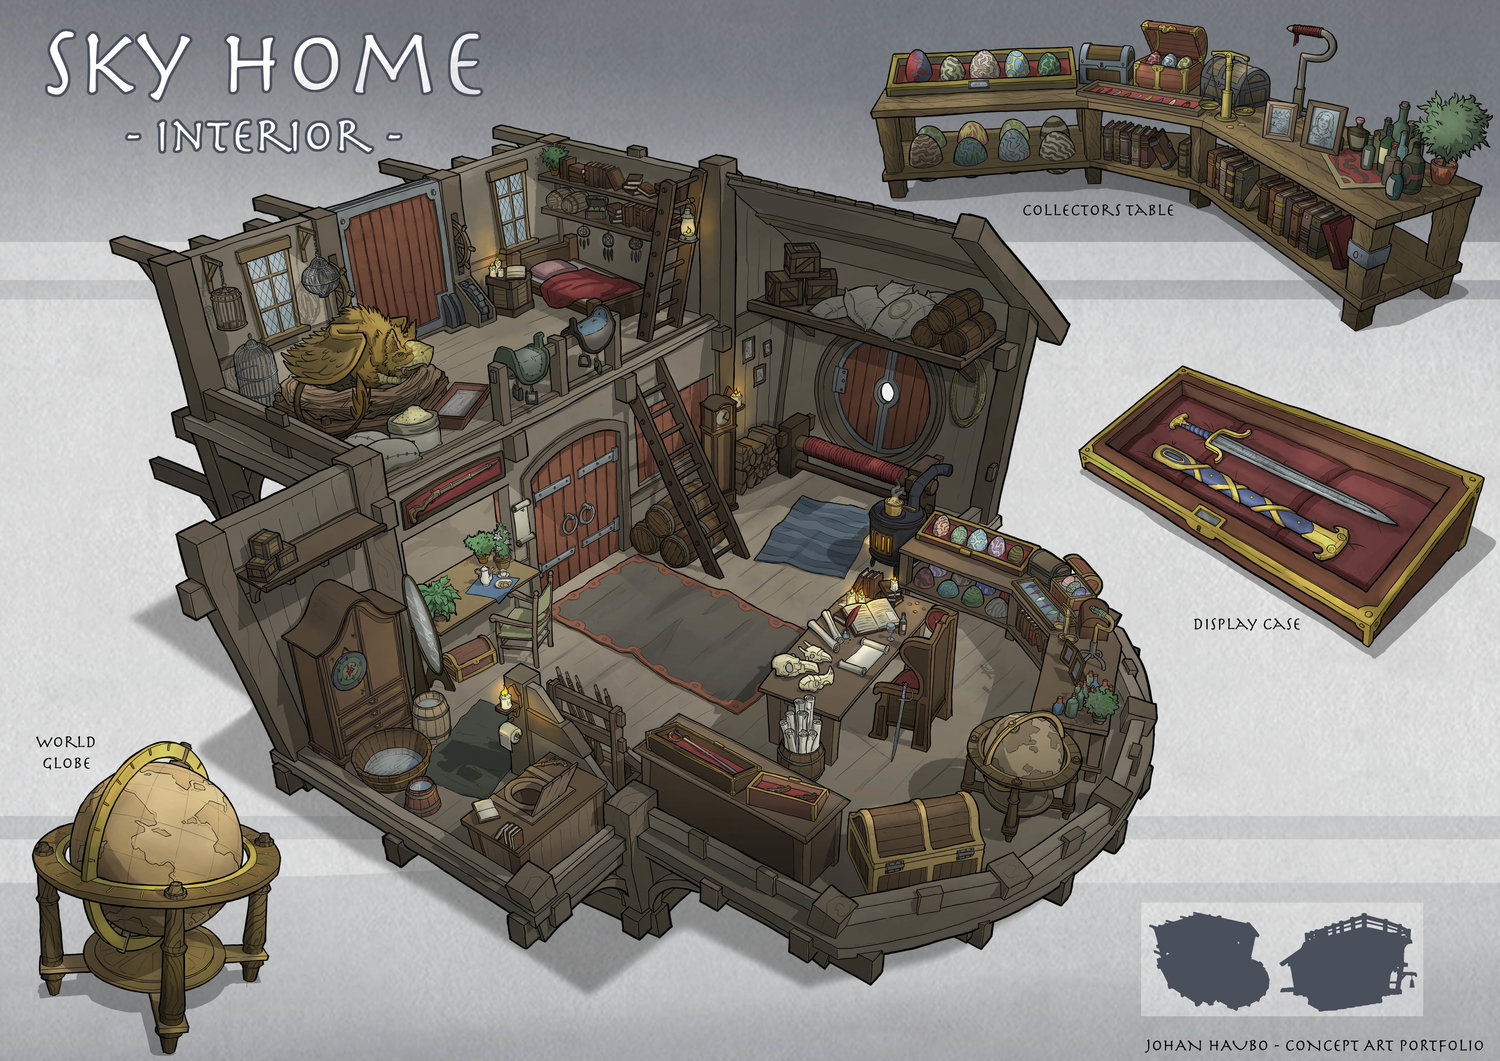 SKY HOME
- INTERIOR -
COLLECTORS TABLE
DISPLAY CASE
WORLD
GLOBE
JOHAN HAUBO - CONCEPT ART PORTFOLIO